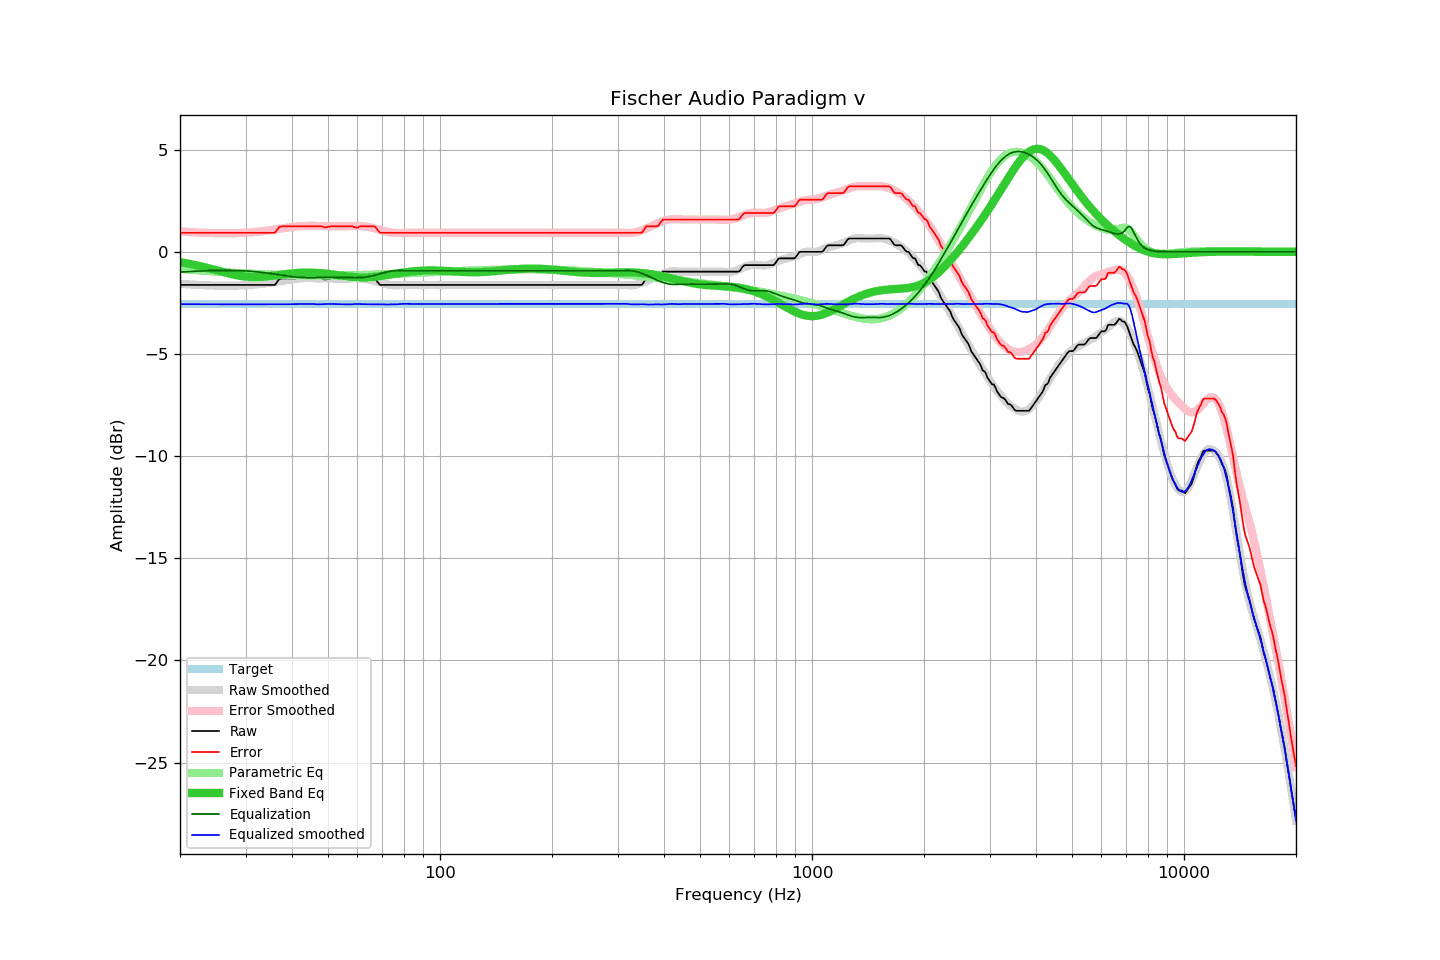 Fischer Audio Paradigm v
5
0
−5
−10
−15
−20
−25
Amplitude (dBr)
Target
Raw Smoothed
Error Smoothed
Raw
Error
Parametric Eq
Fixed Band Eq
Equalization
Equalized smoothed
100
1000
10000
Frequency (Hz)